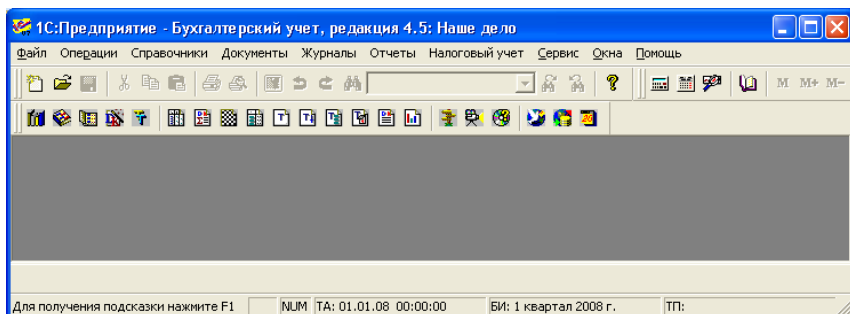 1С:Предприятие - Бухгалтерский учет, редакция 4.5: Наше дело
Файл Операции Справочники Документы Журналы Отчеты Налоговый учет Сервис Окна Помощь
M M+ M-
Для получения подсказки нажмите F1 NUM TA: 01.01.08 00:00:00 БИ: 1 квартал 2008 г. ТП: